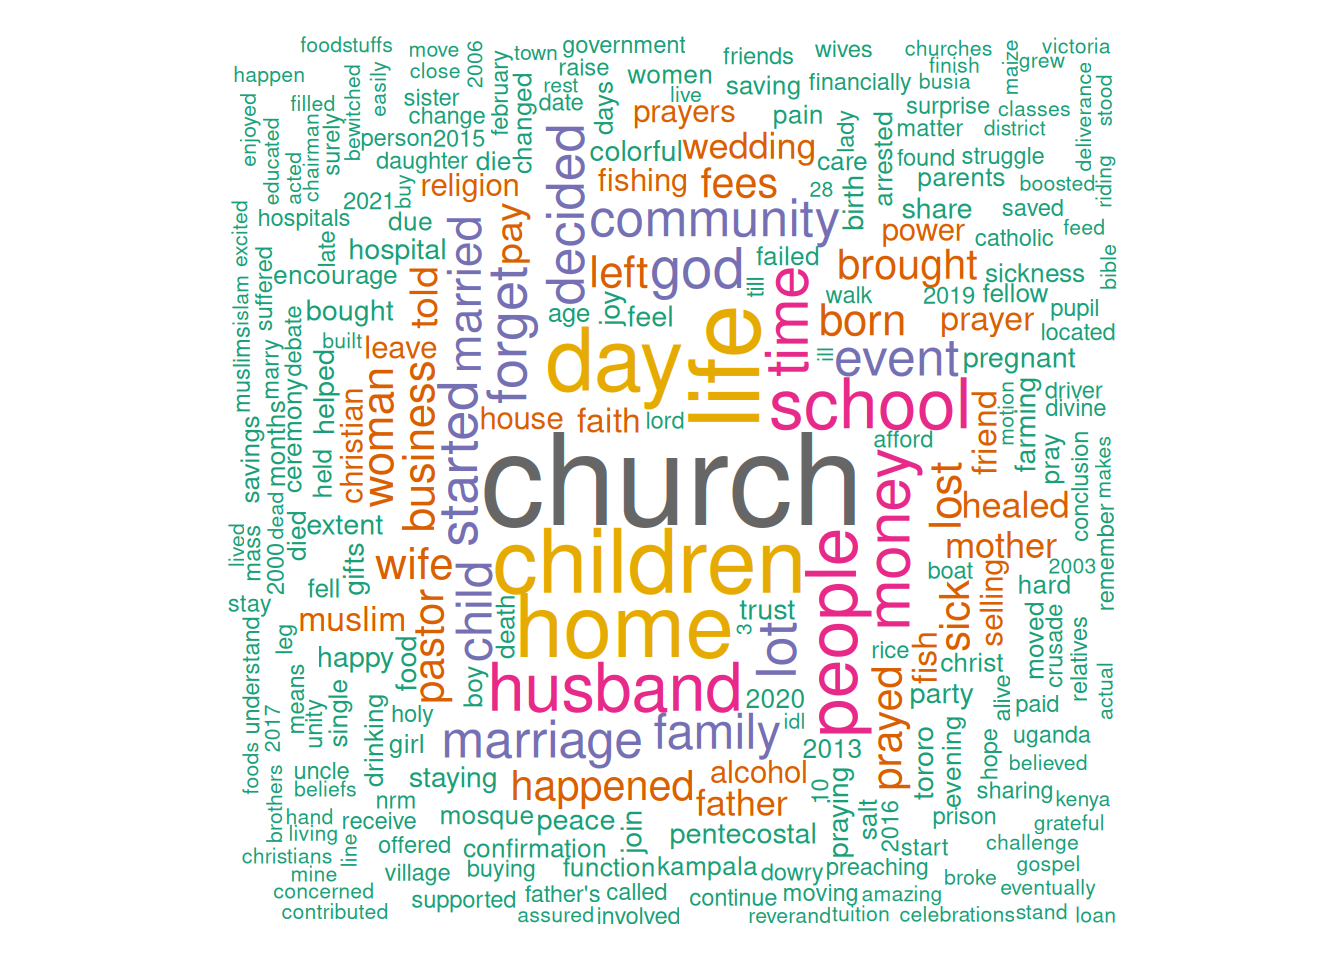 foodstuffs
move
2006
town
government
friends
wives
churches
maize
victoria
happen
close
raise
women
saving
financially
finish
grew
busia
easily
rest
live
enjoyed
filled
sister
february
date
days
prayers
pain
surprise
classes
stood
bewitched
surely
chairman
change
changed
lady
matter
district
deliverance
educated
acted
person
2015
decided
colorful
wedding
care
arrested
found
struggle
daughter
die
2021
buy
religion
fishing
fees
28
birth
parents
boosted
riding
hospitals
due
pay
community
share
saved
feed
excited
late
hospital
married
power
catholic
bible
muslims
islam
suffered
encourage
told
forget
left
god
failed
till
time
brought
sickness
bought
age
joy
feel
life
walk
born
2019
fellow
prayer
pupil
located
debate
built
leave
day
ill
event
pregnant
marry
helped
woman
business
started
house
faith
lord
school
motion
driver
divine
savings
months
ceremony
held
christian
church
afford
friend
farming
pray
makes
lived
mass
dead
2000
died
extent
money
lost
healed
conclusion
remember
gifts
wife
children
people
mother
fell
boat
hard
2003
stay
child
home
death
trust
3
sick
selling
understand
leg
muslim
pastor
lot
rice
fish
christ
moved
crusade
relatives
happy
food
boy
husband
2020
prayed
party
alive
paid
actual
foods
2017
means
unity
single
drinking
holy
girl
marriage
family
idl
2013
tororo
evening
hope
uganda
believed
brothers
uncle
beliefs
staying
happened
alcohol
10
praying
sharing
kenya
nrm
father
salt
2016
hand
living
receive
mosque
peace
join
pentecostal
prison
grateful
christians
line
offered
confirmation
start
challenge
mine
village
buying
function
kampala
dowry
preaching
broke
gospel
concerned
supported
father's
called
continue
moving
amazing
eventually
contributed
assured
involved
reverand
tuition
celebrations
stand
loan